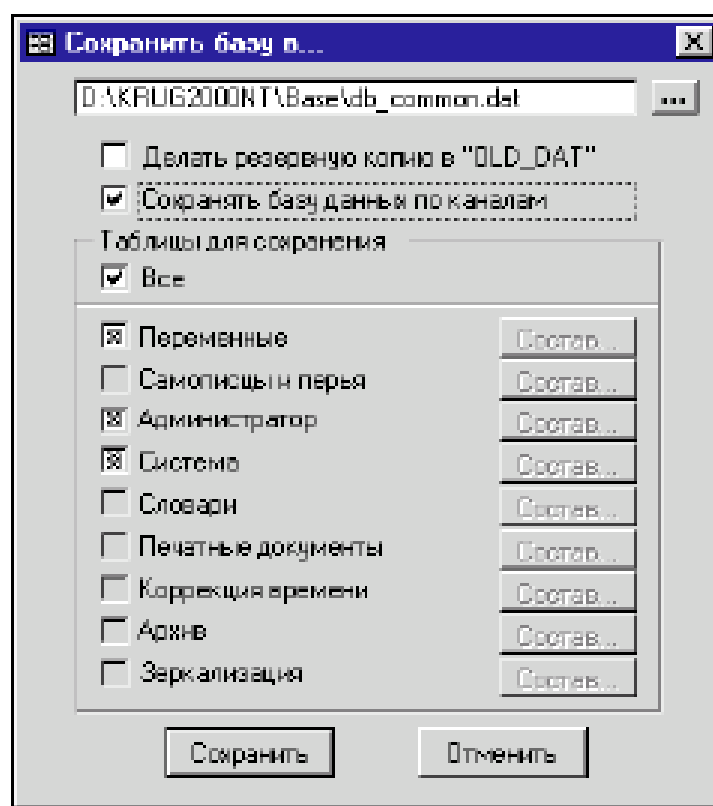 Сохранить базу в...
D:\KRUG2000NT\Base\db_common.dat ...
Делать резервную копию в "OLD_DAT"
Сохранять базу данных по каналам
Таблицы для сохранения
Все
Переменные Состав...
Самописцы и перья Состав...
Администратор Состав...
Система Состав...
Словари Состав...
Печатные документы Состав...
Коррекция времени Состав...
Архив Состав...
Зеркализация Состав...
Сохранить Отменить